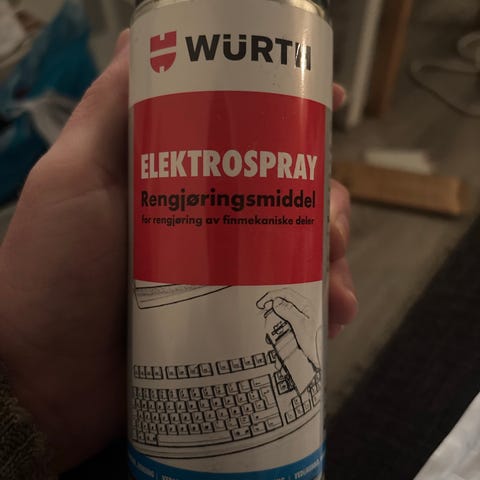 WÜRTH
ELEKTROSPRAY
Rengjøringsmiddel
for rengjøring av finmekaniske deler